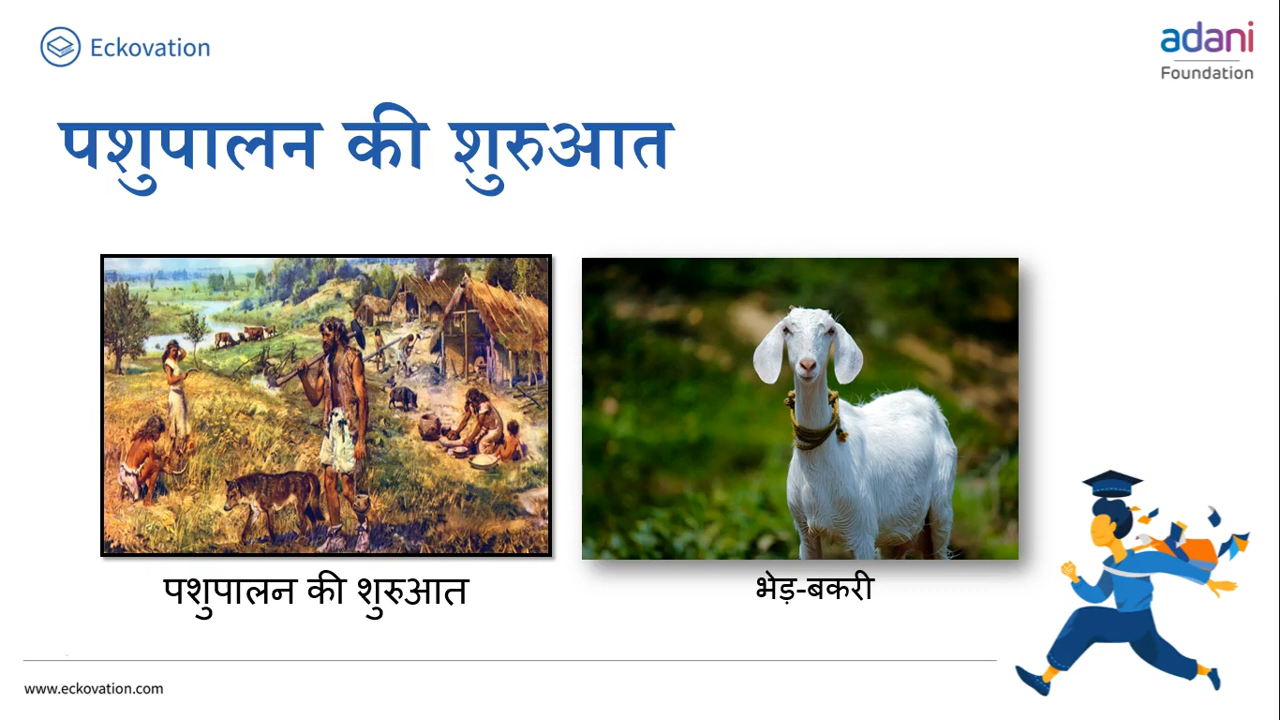 Eckovation
adani
Foundation
पशुपालन की शुरुआत
पशुपालन की शुरुआत
भेड़-बकरी
www.eckovation.com